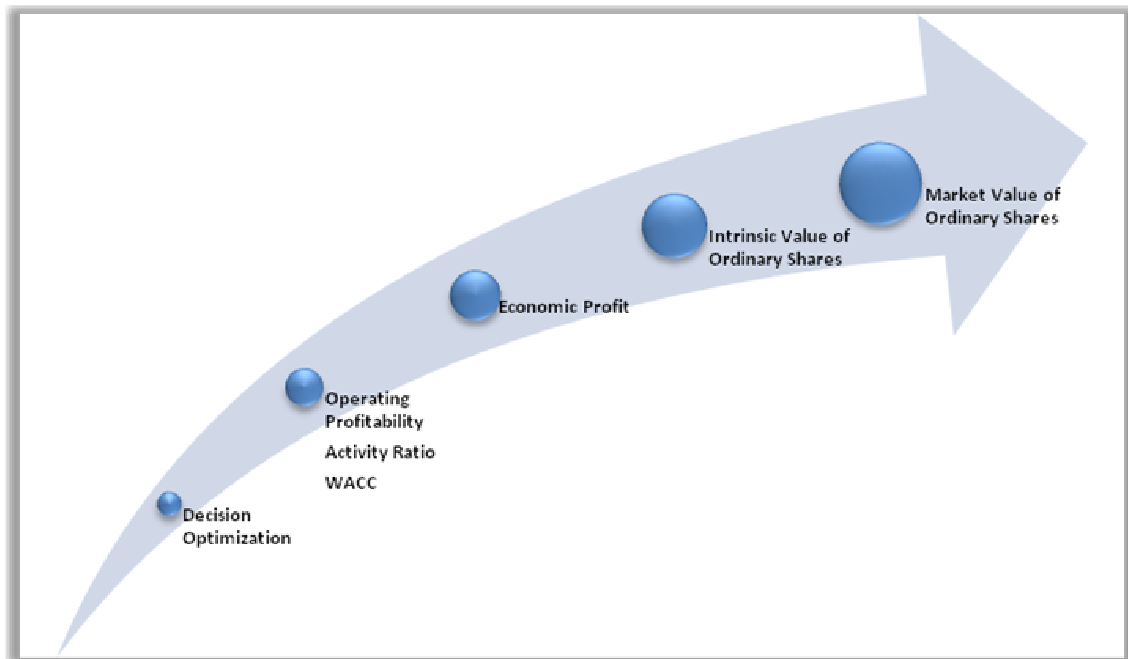 Decision
Optimization
Operating
Profitability
Activity Ratio
WACC
Economic Profit
Intrinsic Value of
Ordinary Shares
Market Value of
Ordinary Shares